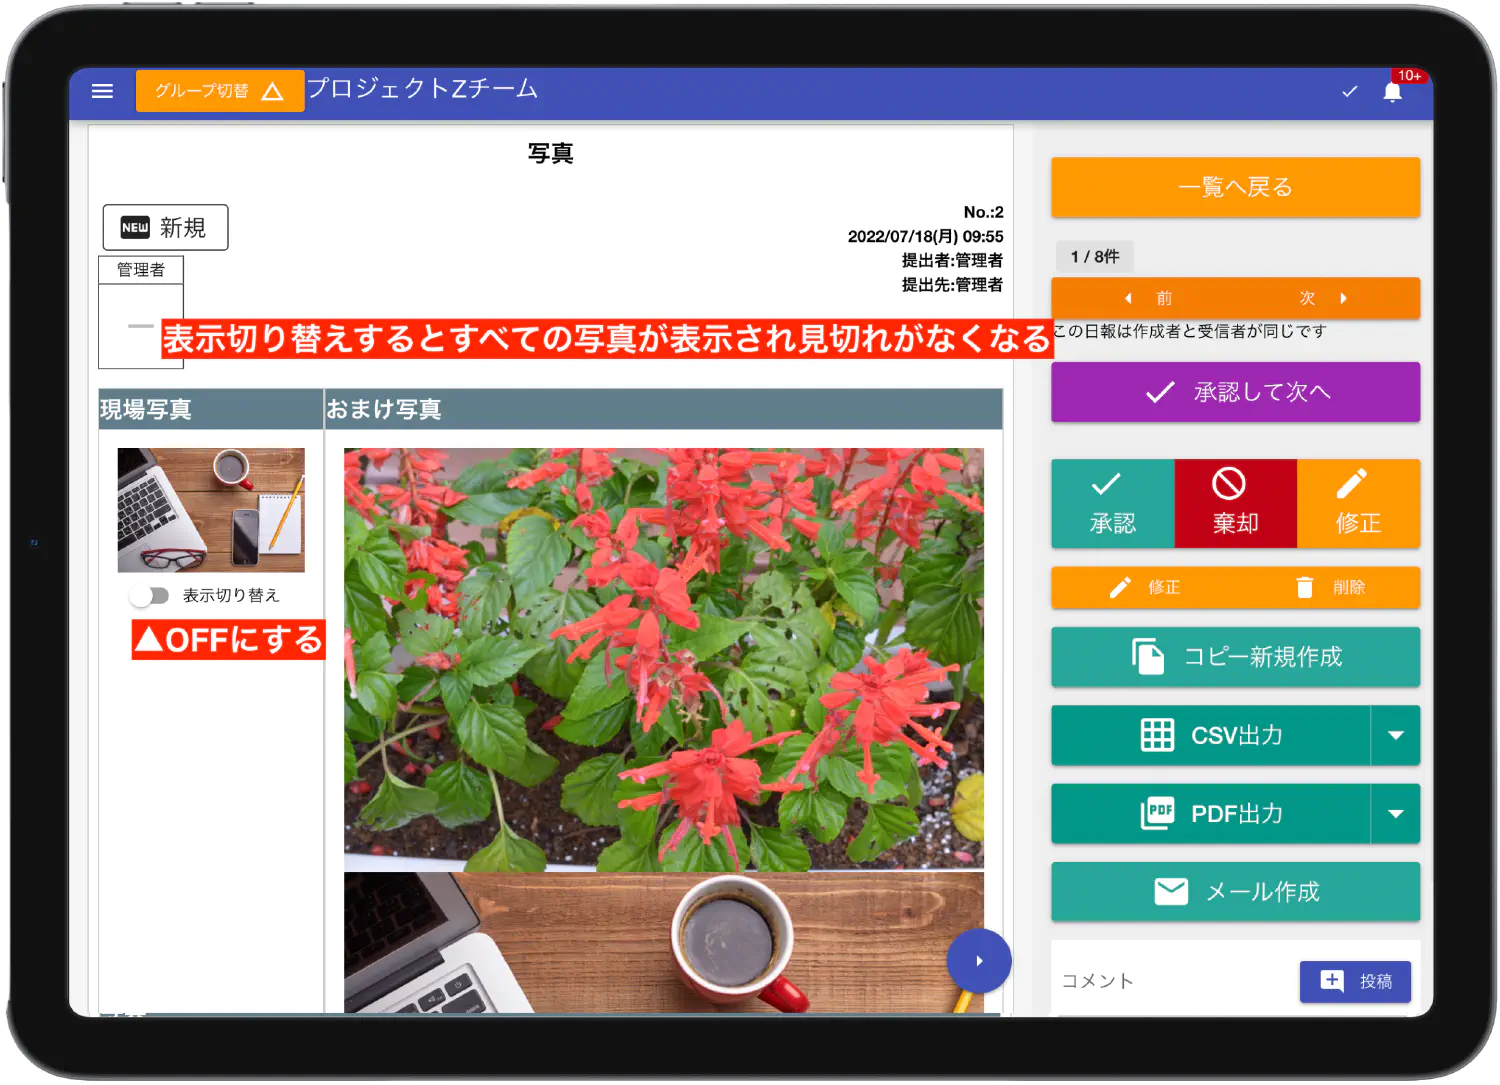 グループ切替
プロジェクトZチーム
10+
写真
NEW 新規
No.:2
2022/07/18(月) 09:55
提出者:管理者
提出先:管理者
管理者
表示切り替えするとすべての写真が表示され見切れがなくなる
現場写真
おまけ写真
表示切り替え
▲OFFにする
一覧へ戻る
1 / 8件
前
次
この日報は作成者と受信者が同じです
承認して次へ
承認
棄却
修正
修正
削除
コピー新規作成
CSV出力
PDF PDF出力
メール作成
コメント
投稿